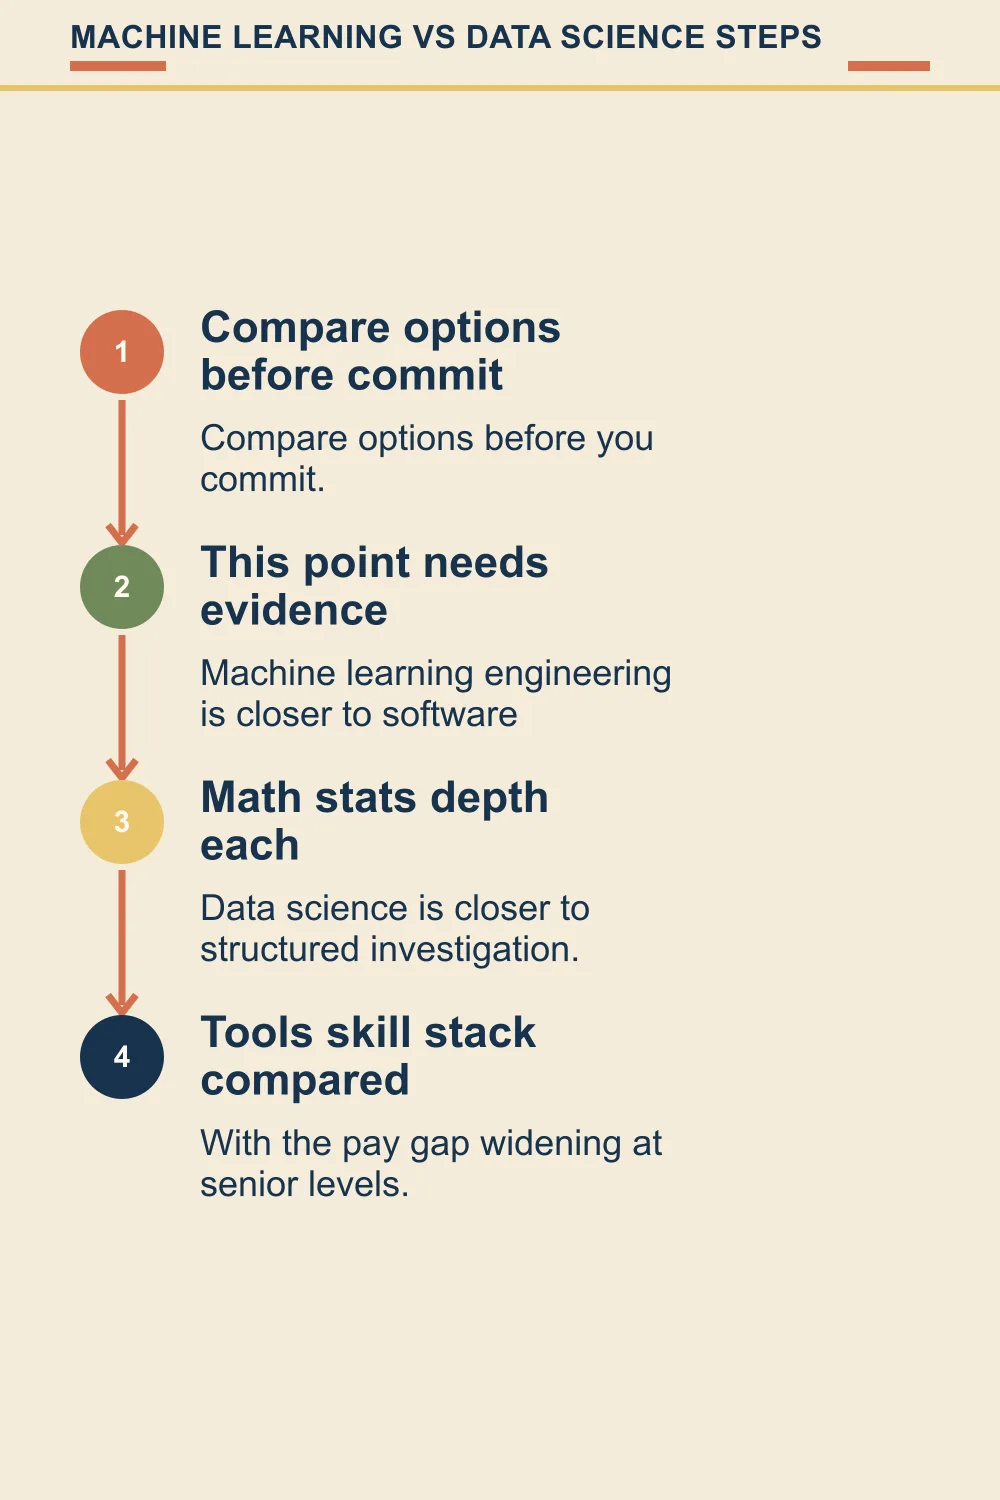 MACHINE LEARNING VS DATA SCIENCE STEPS
1
Compare options
before commit
Compare options before you
commit.
2
This point needs
evidence
Machine learning engineering
is closer to software
3
Math stats depth
each
Data science is closer to
structured investigation.
4
Tools skill stack
compared
With the pay gap widening at
senior levels.